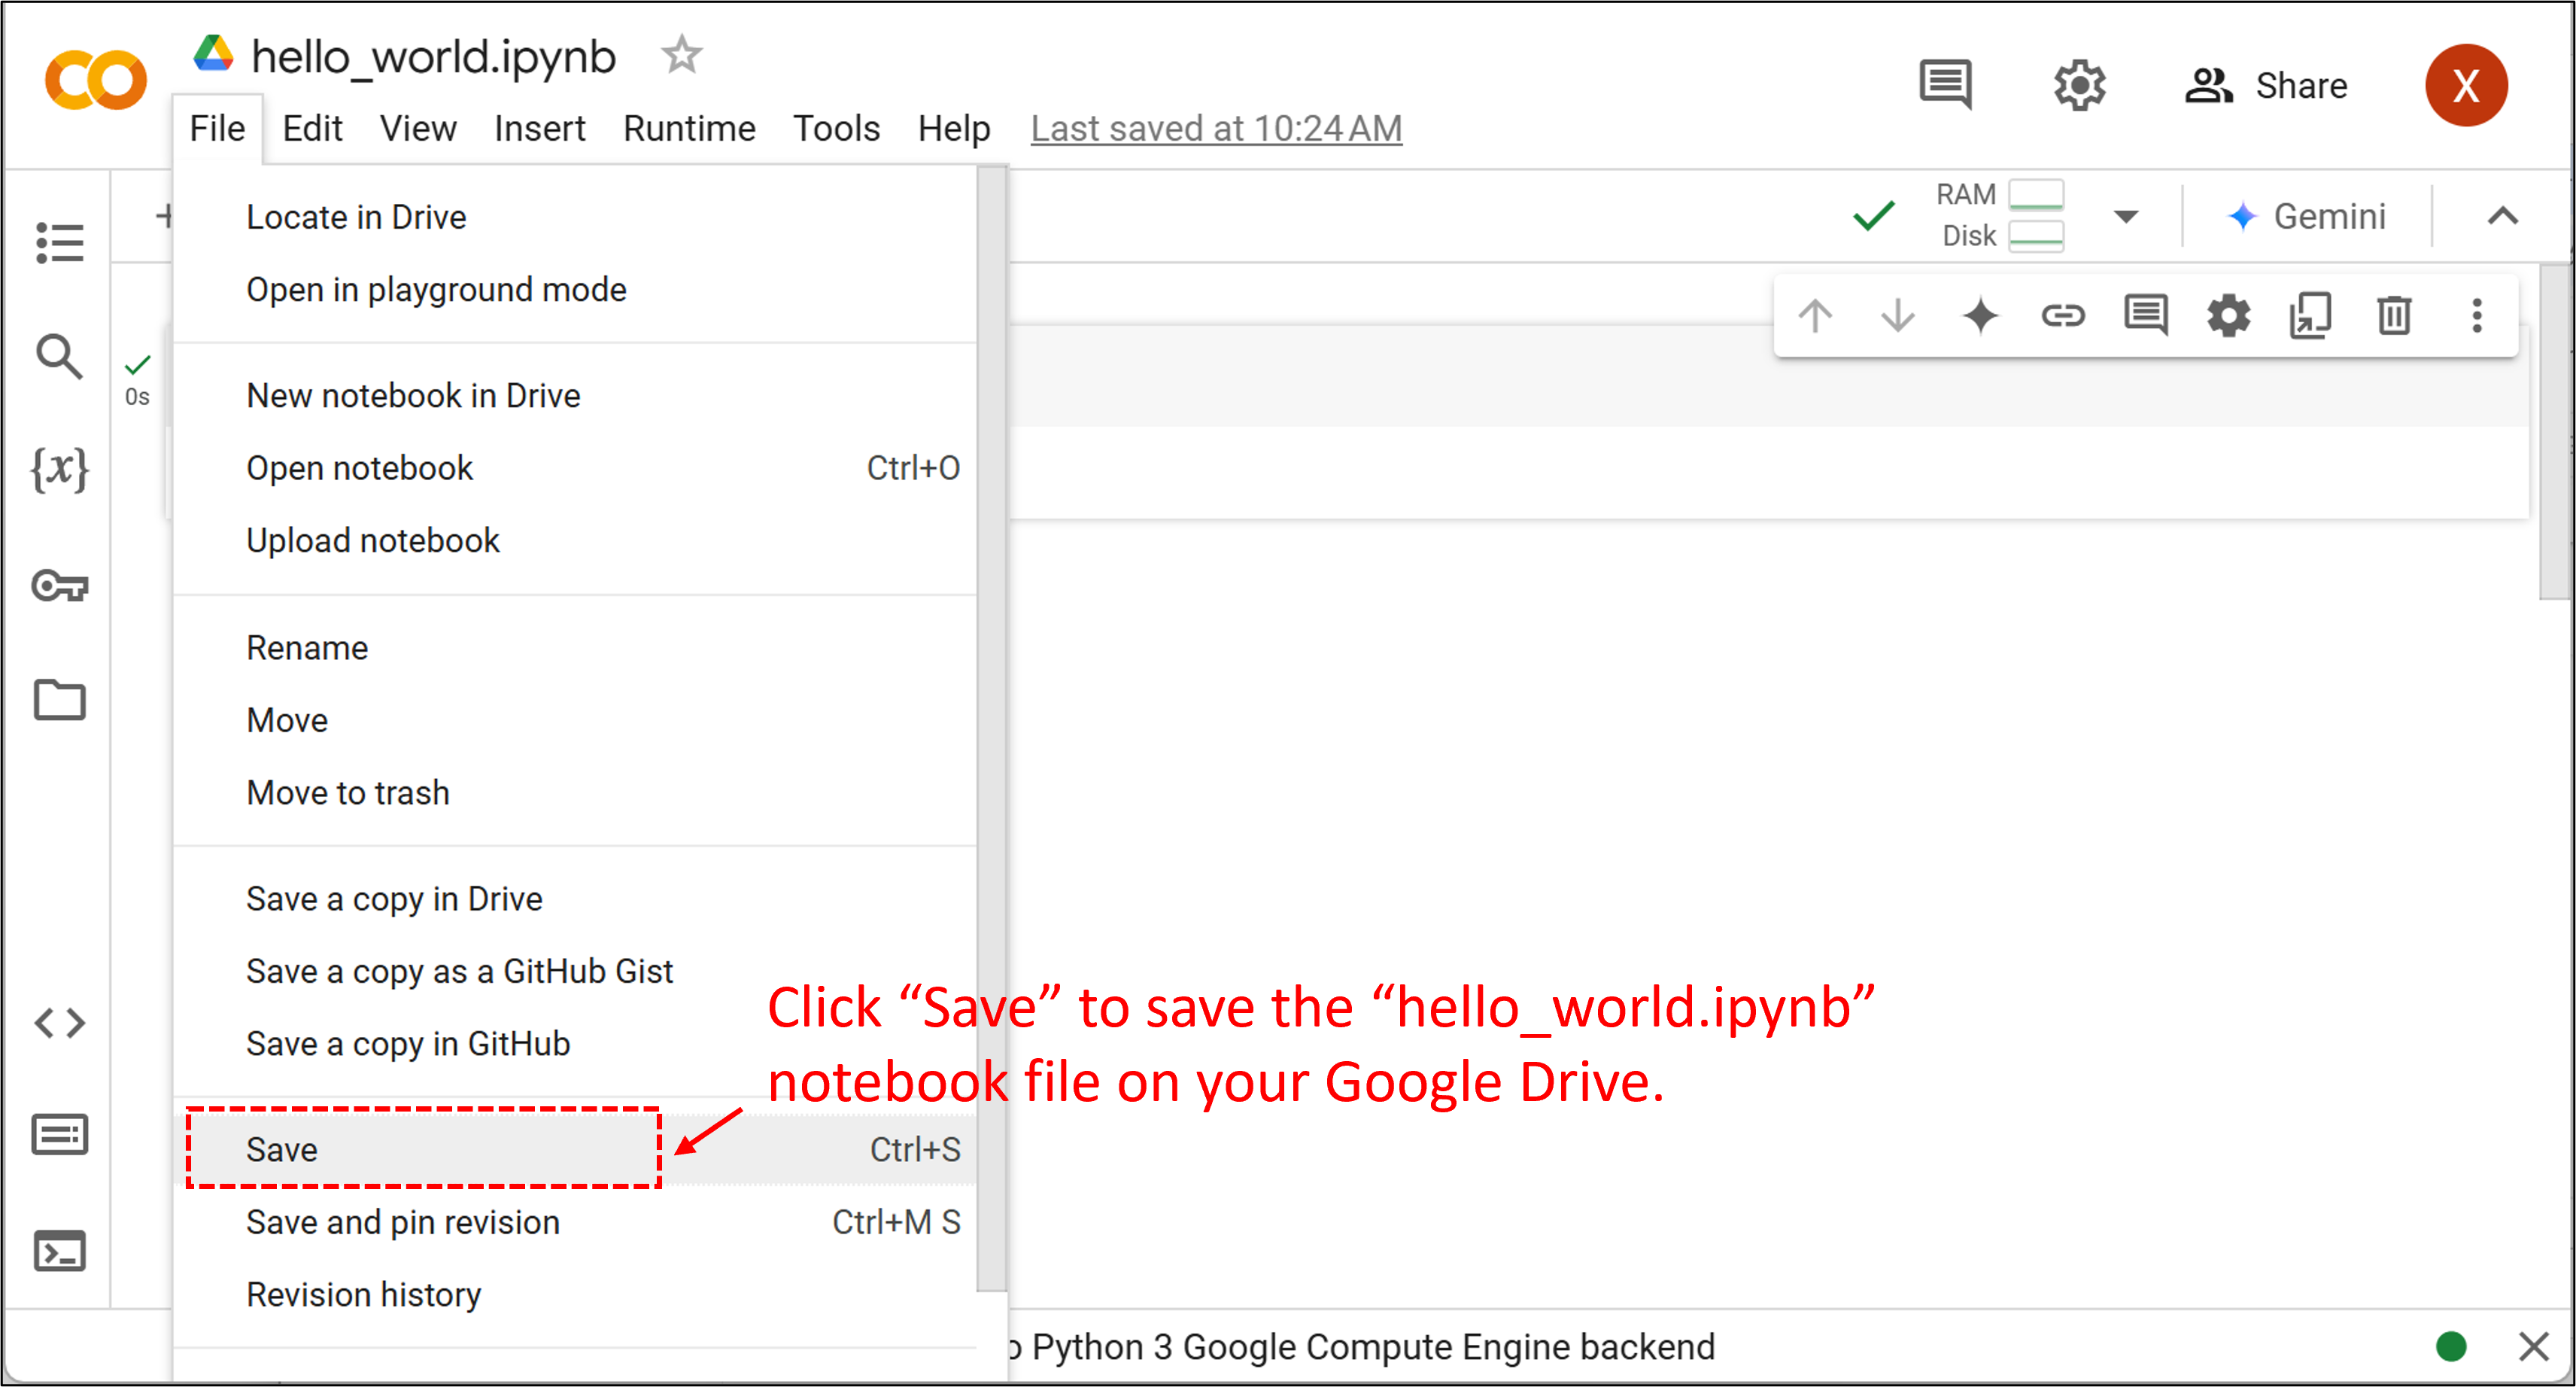 hello_world.ipynb
File Edit View Insert Runtime Tools Help Last saved at 10:24 AM
Share
X
Locate in Drive
Open in playground mode
RAM
Disk
Gemini
New notebook in Drive
0s
Open notebook Ctrl+O
{x}
Upload notebook
Rename
Move
Move to trash
Save a copy in Drive
Save a copy as a GitHub Gist
Save a copy in GitHub
Click “Save” to save the “hello_world.ipynb”
notebook file on your Google Drive.
Save Ctrl+S
Save and pin revision Ctrl+M S
Revision history
o Python 3 Google Compute Engine backend